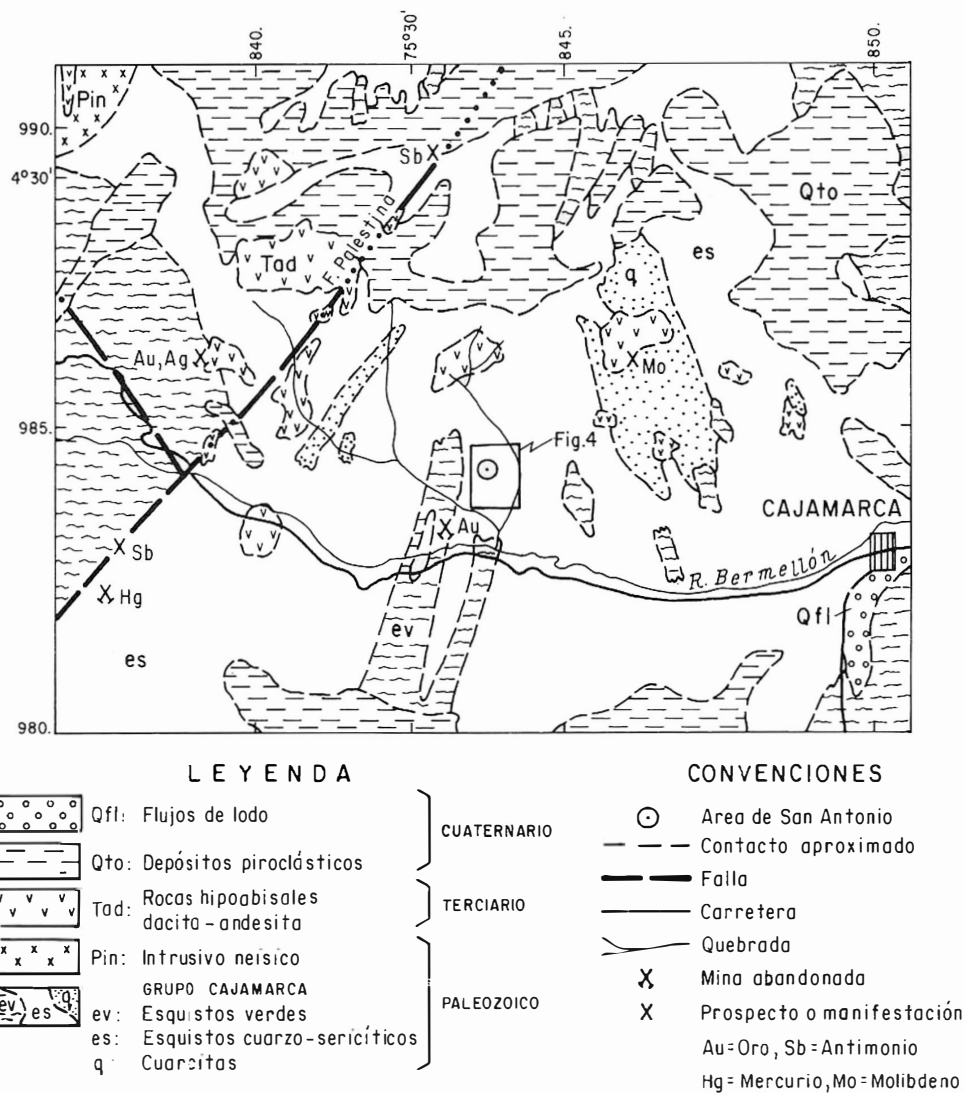 840.
75°30'
845.
850.
990.
4°30'
985.
980.
Pin
Sb
Qto
F. Palestina
Tad
es
q
Au, Ag
Mo
Fig.4
CAJAMARCA
Au
Sb
R. Bermellón
Hg
Qfl
ev
es
LEYENDA
Qfl: Flujos de lodo
CUATERNARIO
Qto: Depósitos piroclásticos
Tad: Rocas hipoabisales
dacita-andesita
TERCIARIO
Pin: Intrusivo neísico
GRUPO CAJAMARCA
PALEOZOICO
ev es q
ev: Esquistos verdes
es: Esquistos cuarzo-sericíticos
q Cuarcitas
CONVENCIONES
Area de San Antonio
Contacto aproximado
Falla
Carretera
Quebrada
Mina abandonada
Prospecto o manifestación
Au=Oro, Sb=Antimonio
Hg=Mercurio, Mo=Molibdeno